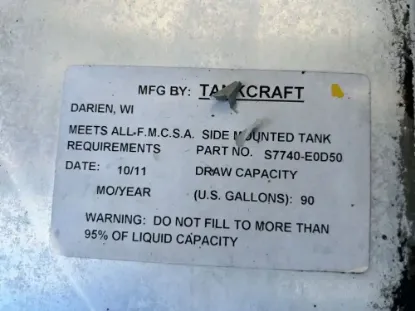 MFG BY: TANKCRAFT
DARIEN, WI
MEETS ALL F.M.C.S.A. SIDE MOUNTED TANK
REQUIREMENTS PART NO. S7740-E0D50
DATE: 10/11 DRAW CAPACITY
MO/YEAR (U.S. GALLONS): 90
WARNING: DO NOT FILL TO MORE THAN
95% OF LIQUID CAPACITY